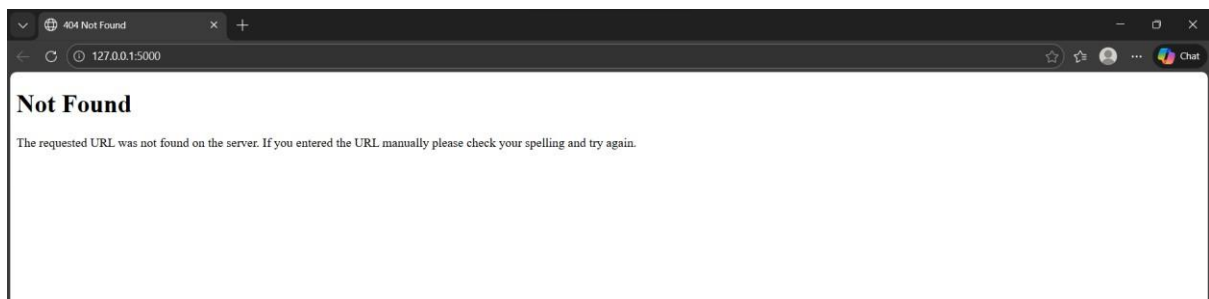 404 Not Found
127.0.0.1:5000
Chat
Not Found
The requested URL was not found on the server. If you entered the URL manually please check your spelling and try again.